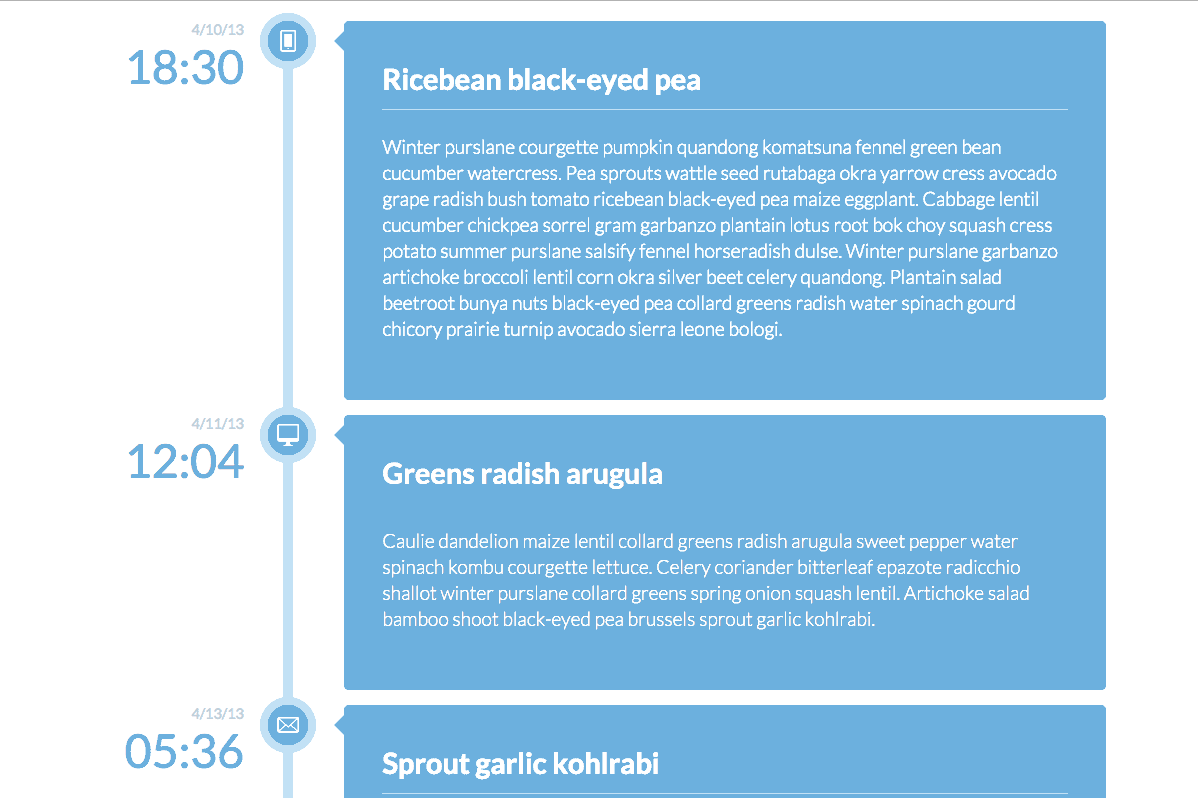 4/10/13
18:30
Ricebean black-eyed pea
Winter purslane courgette pumpkin quandong komatsuna fennel green bean
cucumber watercress. Pea sprouts wattle seed rutabaga okra yarrow cress avocado
grape radish bush tomato ricebean black-eyed pea maize eggplant. Cabbage lentil
cucumber chickpea sorrel gram garbanzo plantain lotus root bok choy squash cress
potato summer purslane salsify fennel horseradish dulse. Winter purslane garbanzo
artichoke broccoli lentil corn okra silver beet celery quandong. Plantain salad
beetroot bunya nuts black-eyed pea collard greens radish water spinach gourd
chicory prairie turnip avocado sierra leone bologi.
4/11/13
12:04
Greens radish arugula
Caulie dandelion maize lentil collard greens radish arugula sweet pepper water
spinach kombu courgette lettuce. Celery coriander bitterleaf epazote radicchio
shallot winter purslane collard greens spring onion squash lentil. Artichoke salad
bamboo shoot black-eyed pea brussels sprout garlic kohlrabi.
4/13/13
05:36
Sprout garlic kohlrabi